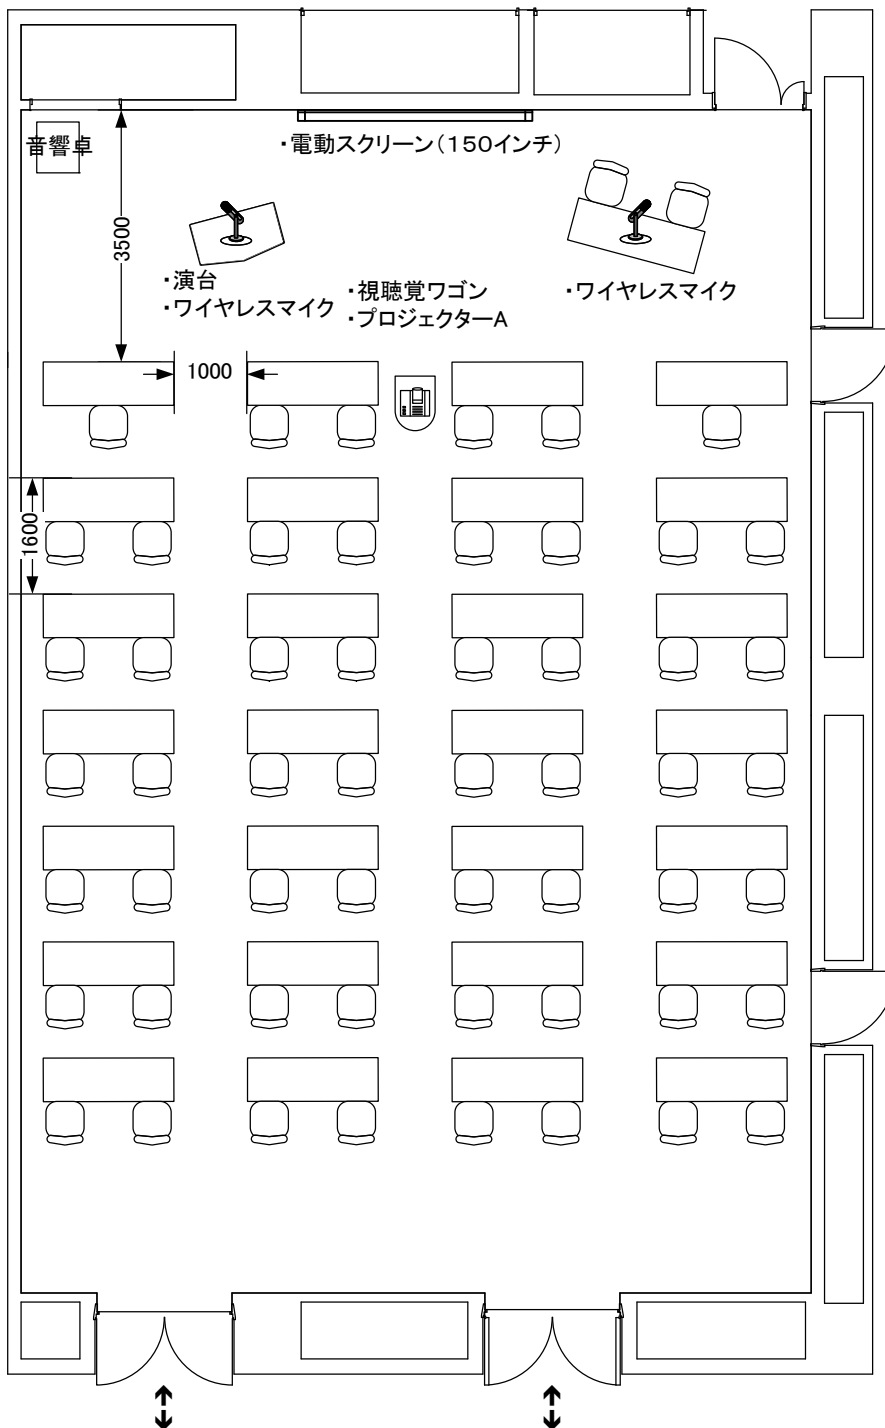 ・電動スクリーン(150インチ)
音響卓
3500
・演台
・ワイヤレスマイク
・視聴覚ワゴン
・プロジェクターA
・ワイヤレスマイク
1000
1600